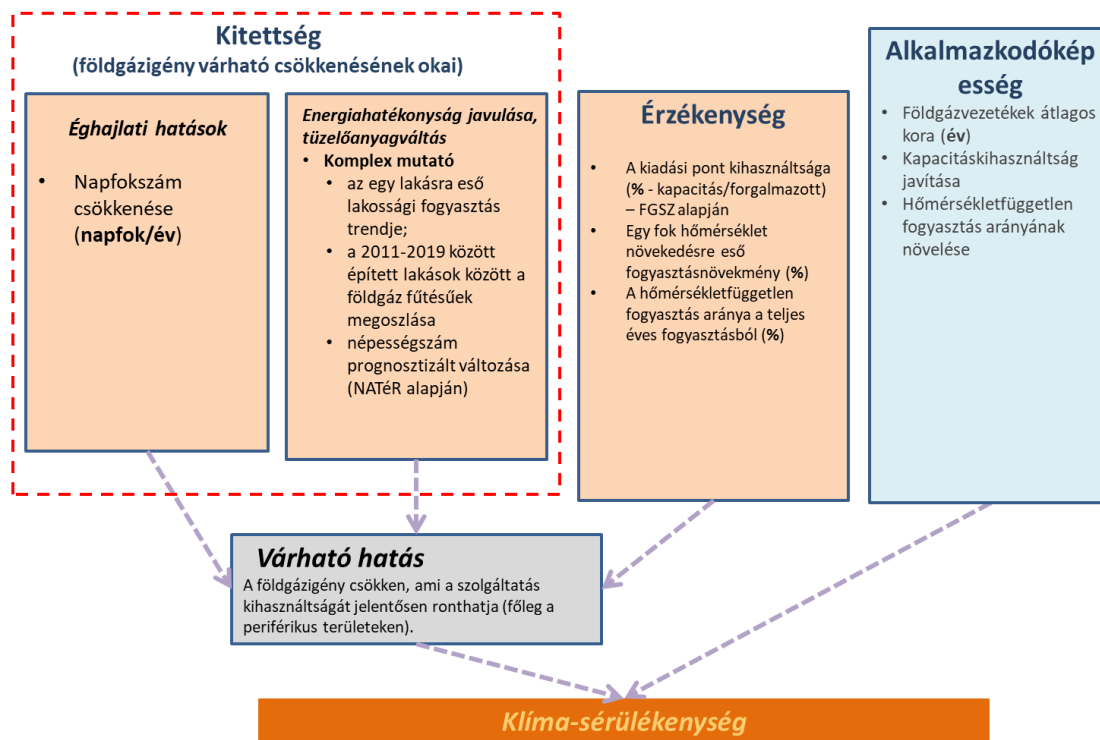 Kitettség
(földgázigény várható csökkenésének okai)
Éghajlati hatások
• Napfokszám
csökkenése
(napfok/év)
Energiahatékonyság javulása,
tüzelőanyagváltás
• Komplex mutató
• az egy lakásra eső
lakossági fogyasztás
trendje;
• a 2011-2019 között
épített lakások között a
földgáz fűtésűek
megoszlása
• népességszám
prognosztizált változása
(NATéR alapján)
Érzékenység
• A kiadási pont kihasználtsága
(% - kapacitás/forgalmazott)
– FGSZ alapján
• Egy fok hőmérséklet
növekedésre eső
fogyasztásnövekmény (%)
• A hőmérsékletfüggetlen
fogyasztás aránya a teljes
éves fogyasztásból (%)
Alkalmazkodókép
esség
• Földgázvezetékek átlagos
kora (év)
• Kapacitáskihasználtság
javítása
• Hőmérsékletfüggetlen
fogyasztás arányának
növelése
Várható hatás
A földgázigény csökken, ami a szolgáltatás
kihasználtságát jelentősen ronthatja (főleg a
periférikus területeken).
Klíma-sérülékenység